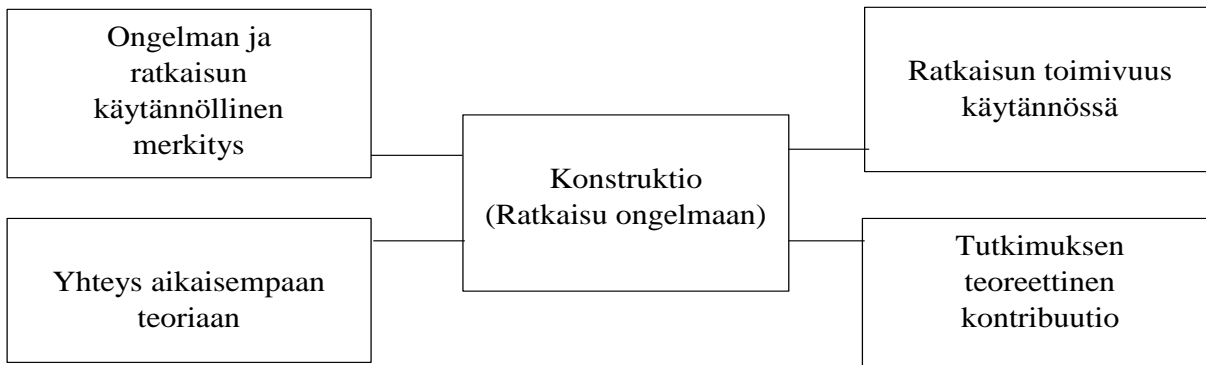 Ongelman ja
ratkaisun
käytännöllinen
merkitys
Yhteys aikaisempaan
teoriaan
Konstruktio
(Ratkaisu ongelmaan)
Ratkaisun toimivuus
käytännössä
Tutkimuksen
teoreettinen
kontribuutio